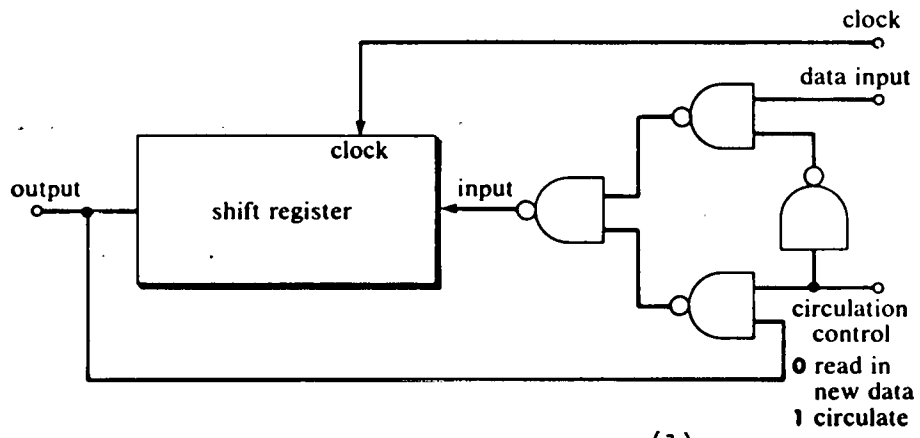 clock
data input
clock
output
input
shift register
circulation
control
0 read in
new data
1 circulate